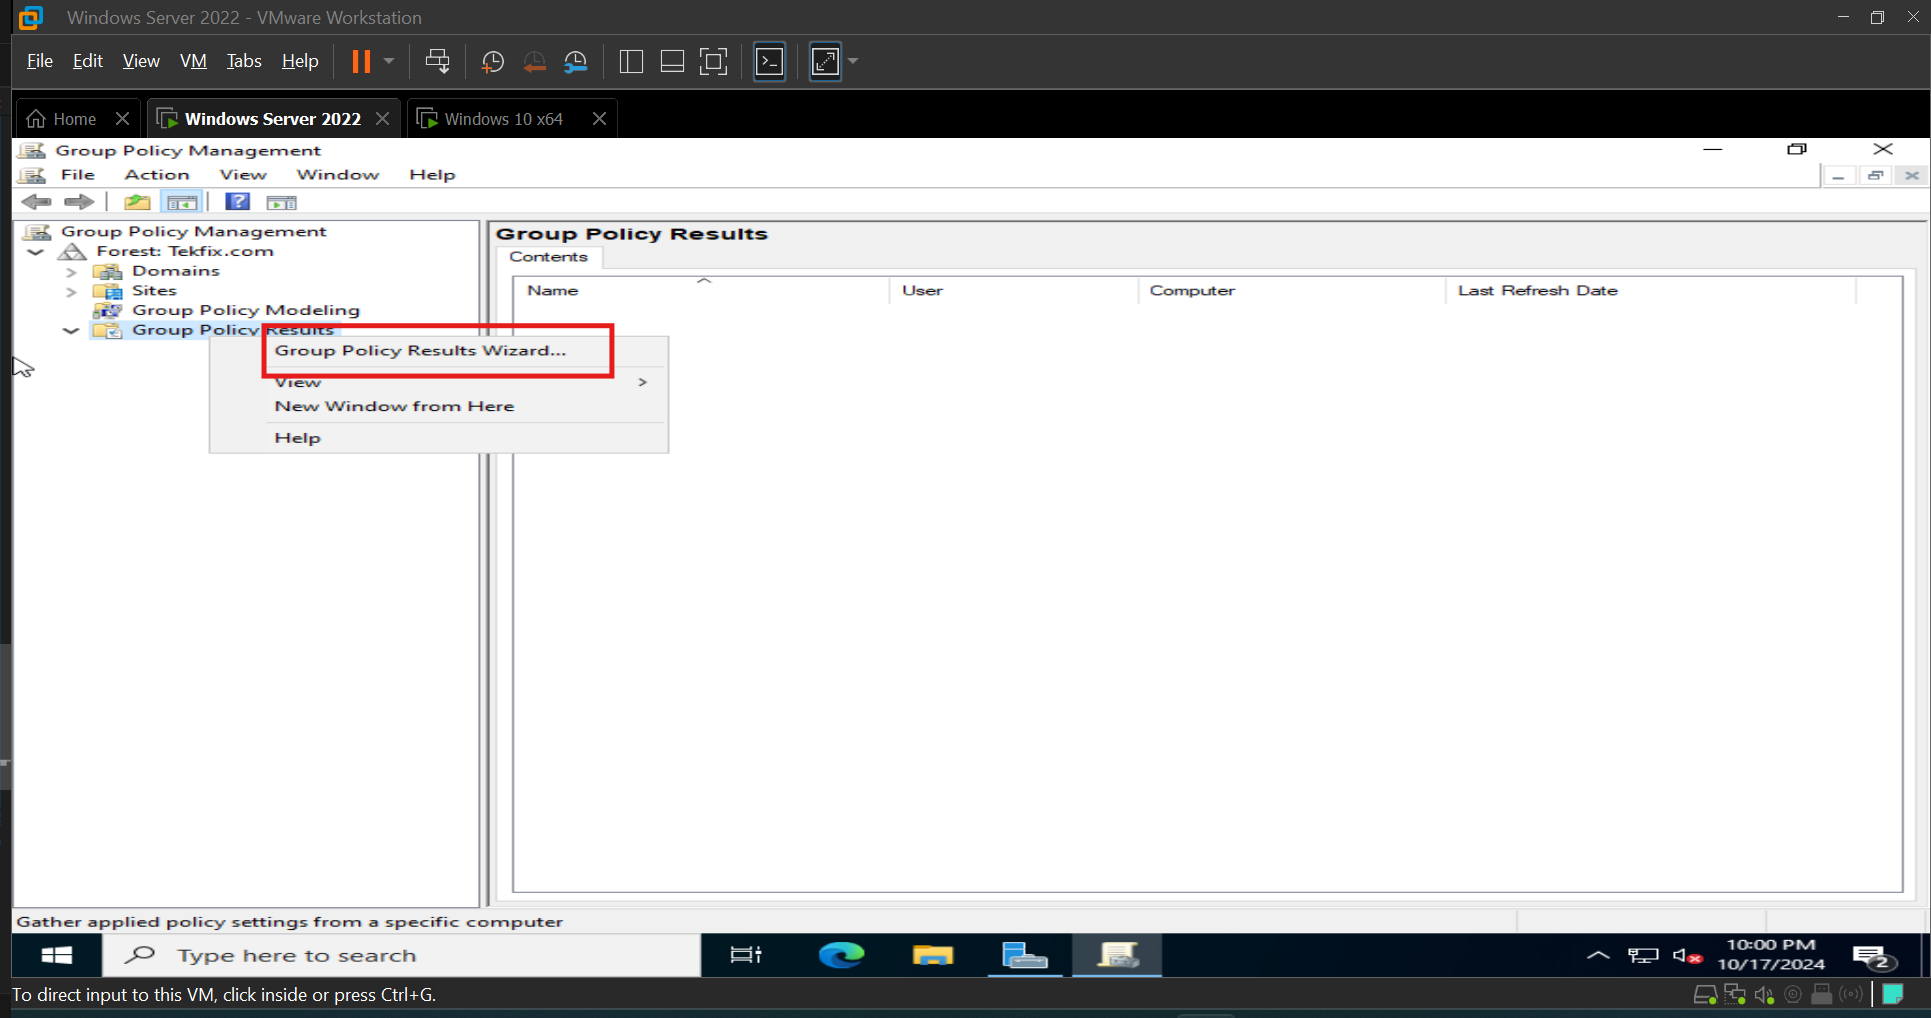 Windows Server 2022 - VMware Workstation
File Edit View VM Tabs Help
Home Windows Server 2022 Windows 10 x64
Group Policy Management
File Action View Window Help
Group Policy Management
Forest: Tekfix.com
Domains
Sites
Group Policy Modeling
Group Policy Results
Group Policy Results Wizard...
View
New Window from Here
Help
Group Policy Results
Contents
Name User Computer Last Refresh Date
Gather applied policy settings from a specific computer
Type here to search
10:00 PM
10/17/2024
2
To direct input to this VM, click inside or press Ctrl+G.